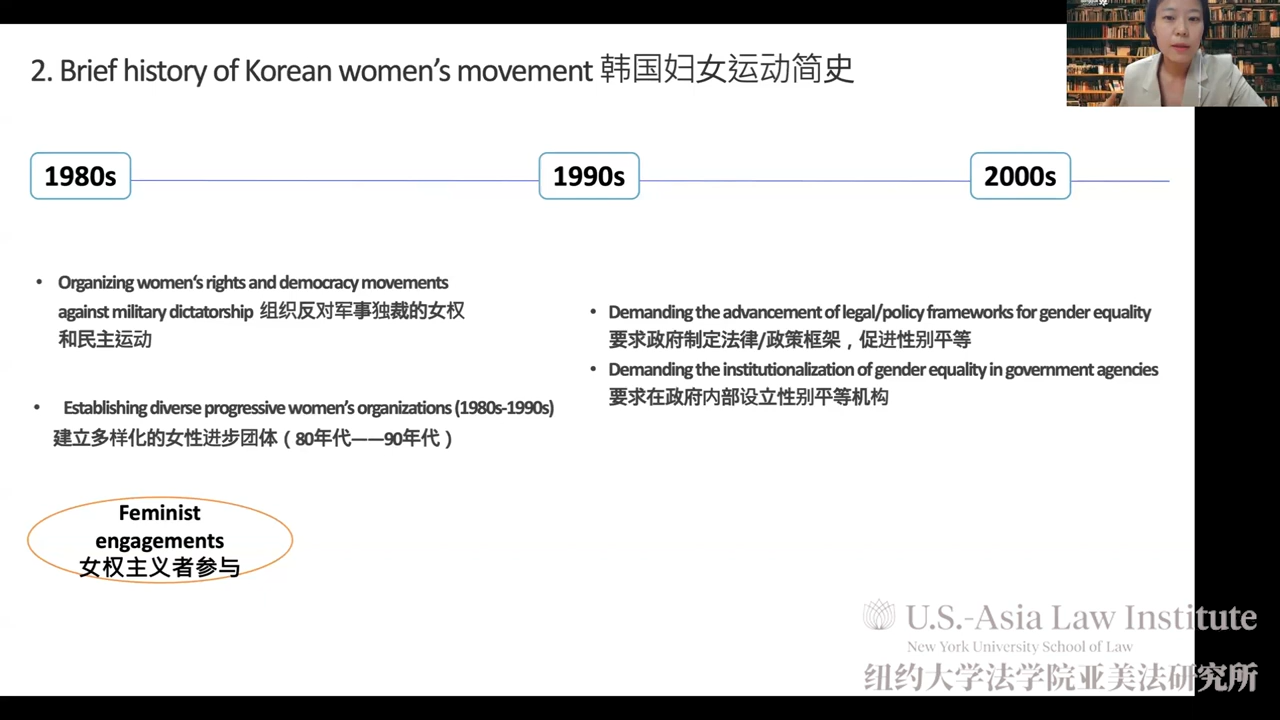 2. Brief history of Korean women’s movement 韩国妇女运动简史
1980s
1990s
2000s
• Organizing women‘s rights and democracy movements
against military dictatorship 组织反对军事独裁的女权
和民主运动
• Establishing diverse progressive women’s organizations (1980s-1990s)
建立多样化的女性进步团体（80年代——90年代）
• Demanding the advancement of legal/policy frameworks for gender equality
要求政府制定法律/政策框架，促进性别平等
• Demanding the institutionalization of gender equality in government agencies
要求在政府内部设立性别平等机构
Feminist
engagements
女权主义者参与
U.S.-Asia Law Institute
New York University School of Law
纽约大学法学院亚美法研究所